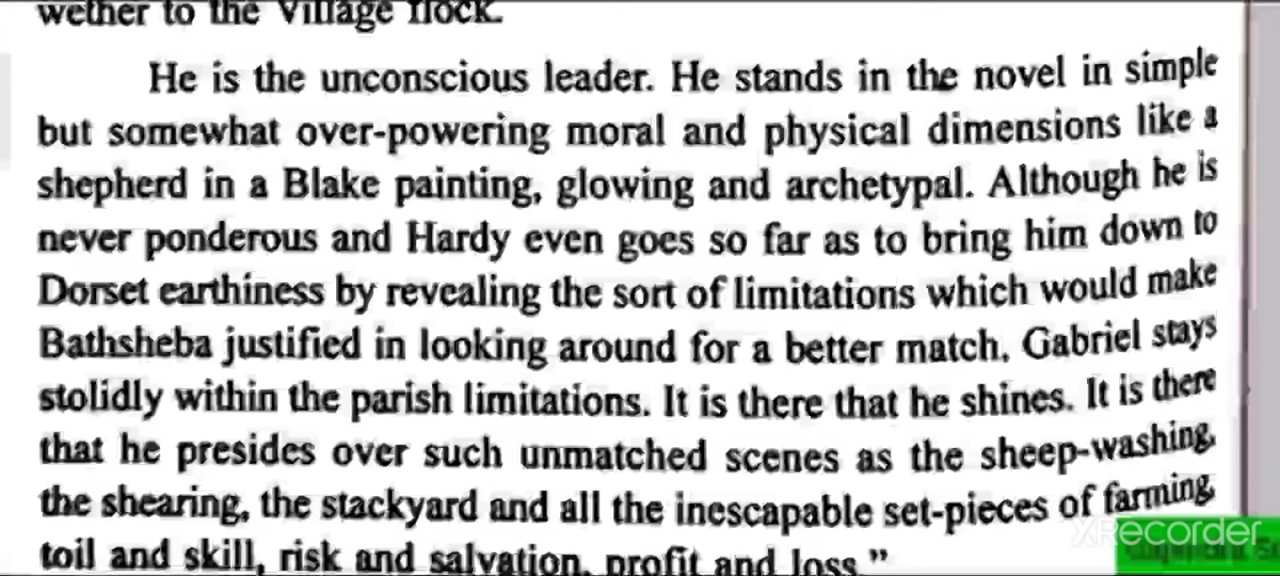 wether to the Village flock.
He is the unconscious leader. He stands in the novel in simple
but somewhat over-powering moral and physical dimensions like a
shepherd in a Blake painting, glowing and archetypal. Although he is
never ponderous and Hardy even goes so far as to bring him down to
Dorset earthiness by revealing the sort of limitations which would make
Bathsheba justified in looking around for a better match. Gabriel stays
stolidly within the parish limitations. It is there that he shines. It is there
that he presides over such unmatched scenes as the sheep-washing,
the shearing, the stackyard and all the inescapable set-pieces of farming,
toil and skill, risk and salvation, profit and loss."
XRecorder